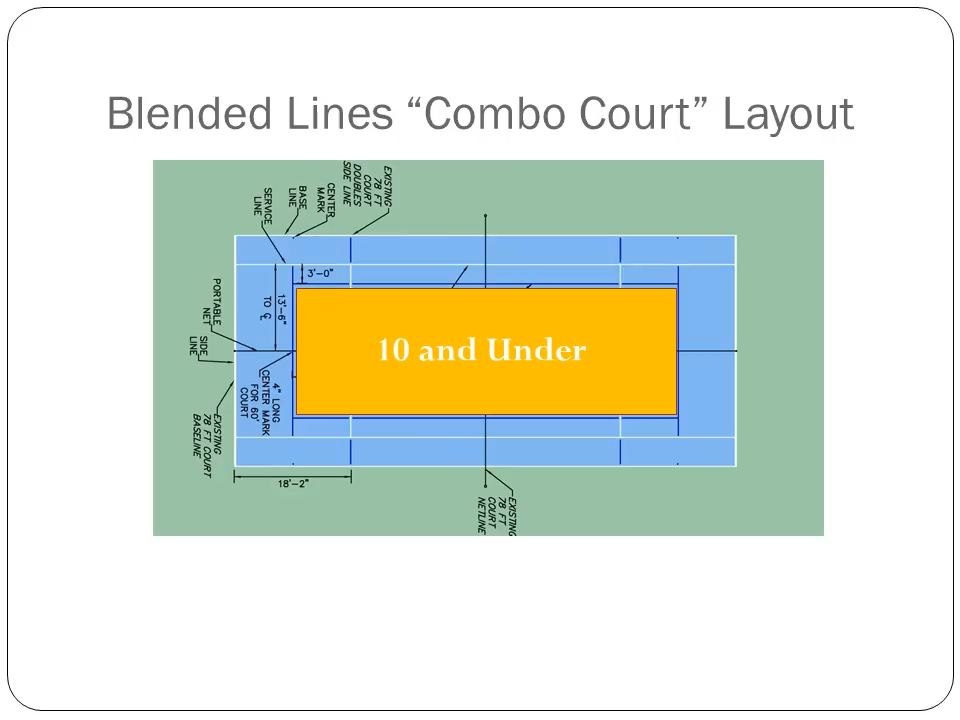 Blended Lines “Combo Court” Layout
EXISTING
78 FT
COURT
DOUBLES
SIDE LINE
CENTER
MARK
BASE
LINE
SERVICE
LINE
3'-0"
13'-6"
TO ℄
PORTABLE
NET
SIDE
LINE
10 and Under
4" LONG
CENTER MARK
FOR 60'
COURT
EXISTING
78 FT COURT
BASELINE
18'-2"
EXISTING
78 FT
COURT
NETLINE